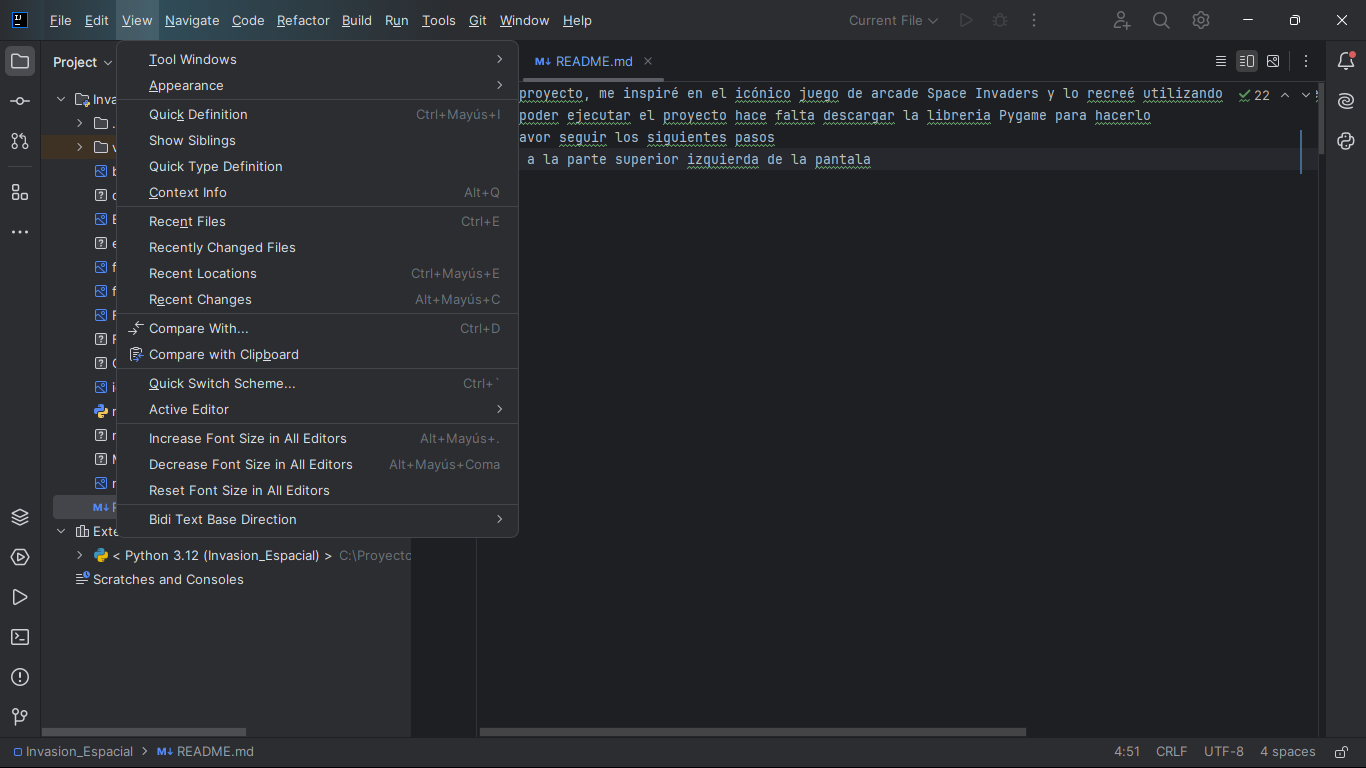 File Edit View Navigate Code Refactor Build Run Tools Git Window Help Current File
Project
README.md
Tool Windows
Appearance
Quick Definition Ctrl+Mayús+I
Show Siblings
Quick Type Definition
Context Info Alt+Q
Recent Files Ctrl+E
Recently Changed Files
Recent Locations Ctrl+Mayús+E
Recent Changes Alt+Mayús+C
Compare With... Ctrl+D
Compare with Clipboard
Quick Switch Scheme... Ctrl+`
Active Editor
Increase Font Size in All Editors Alt+Mayús+.
Decrease Font Size in All Editors Alt+Mayús+Coma
Reset Font Size in All Editors
Bidi Text Base Direction
proyecto, me inspiré en el icónico juego de arcade Space Invaders y lo recreé utilizando 22
poder ejecutar el proyecto hace falta descargar la libreria Pygame para hacerlo
avor seguir los siguientes pasos
a la parte superior izquierda de la pantala
< Python 3.12 (Invasion_Espacial) > C:\Proyecto
Scratches and Consoles
Invasion_Espacial > README.md 4:51 CRLF UTF-8 4 spaces